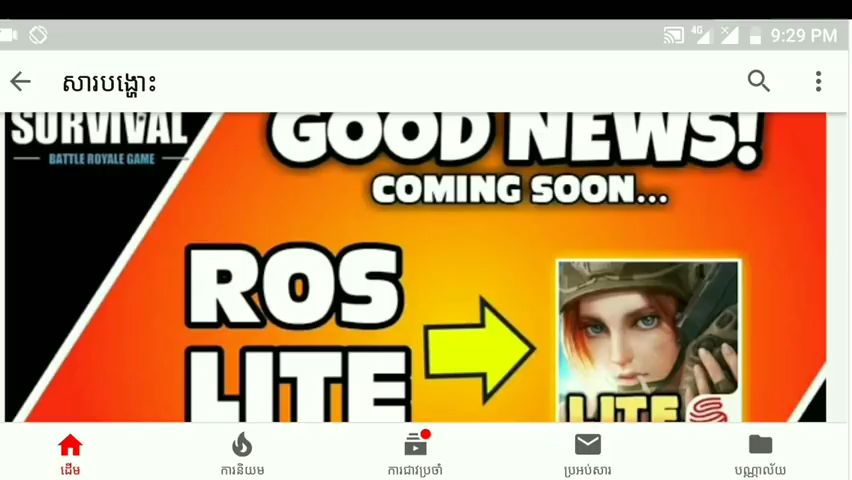 4G
9:29 PM
សារបង្ហោះ
SURVIVAL
BATTLE ROYALE GAME
GOOD NEWS!
COMING SOON...
ROS
LITE
LITE
ដើម
ការនិយម
ការជាវប្រចាំ
ប្រអប់សារ
បណ្ណាល័យ